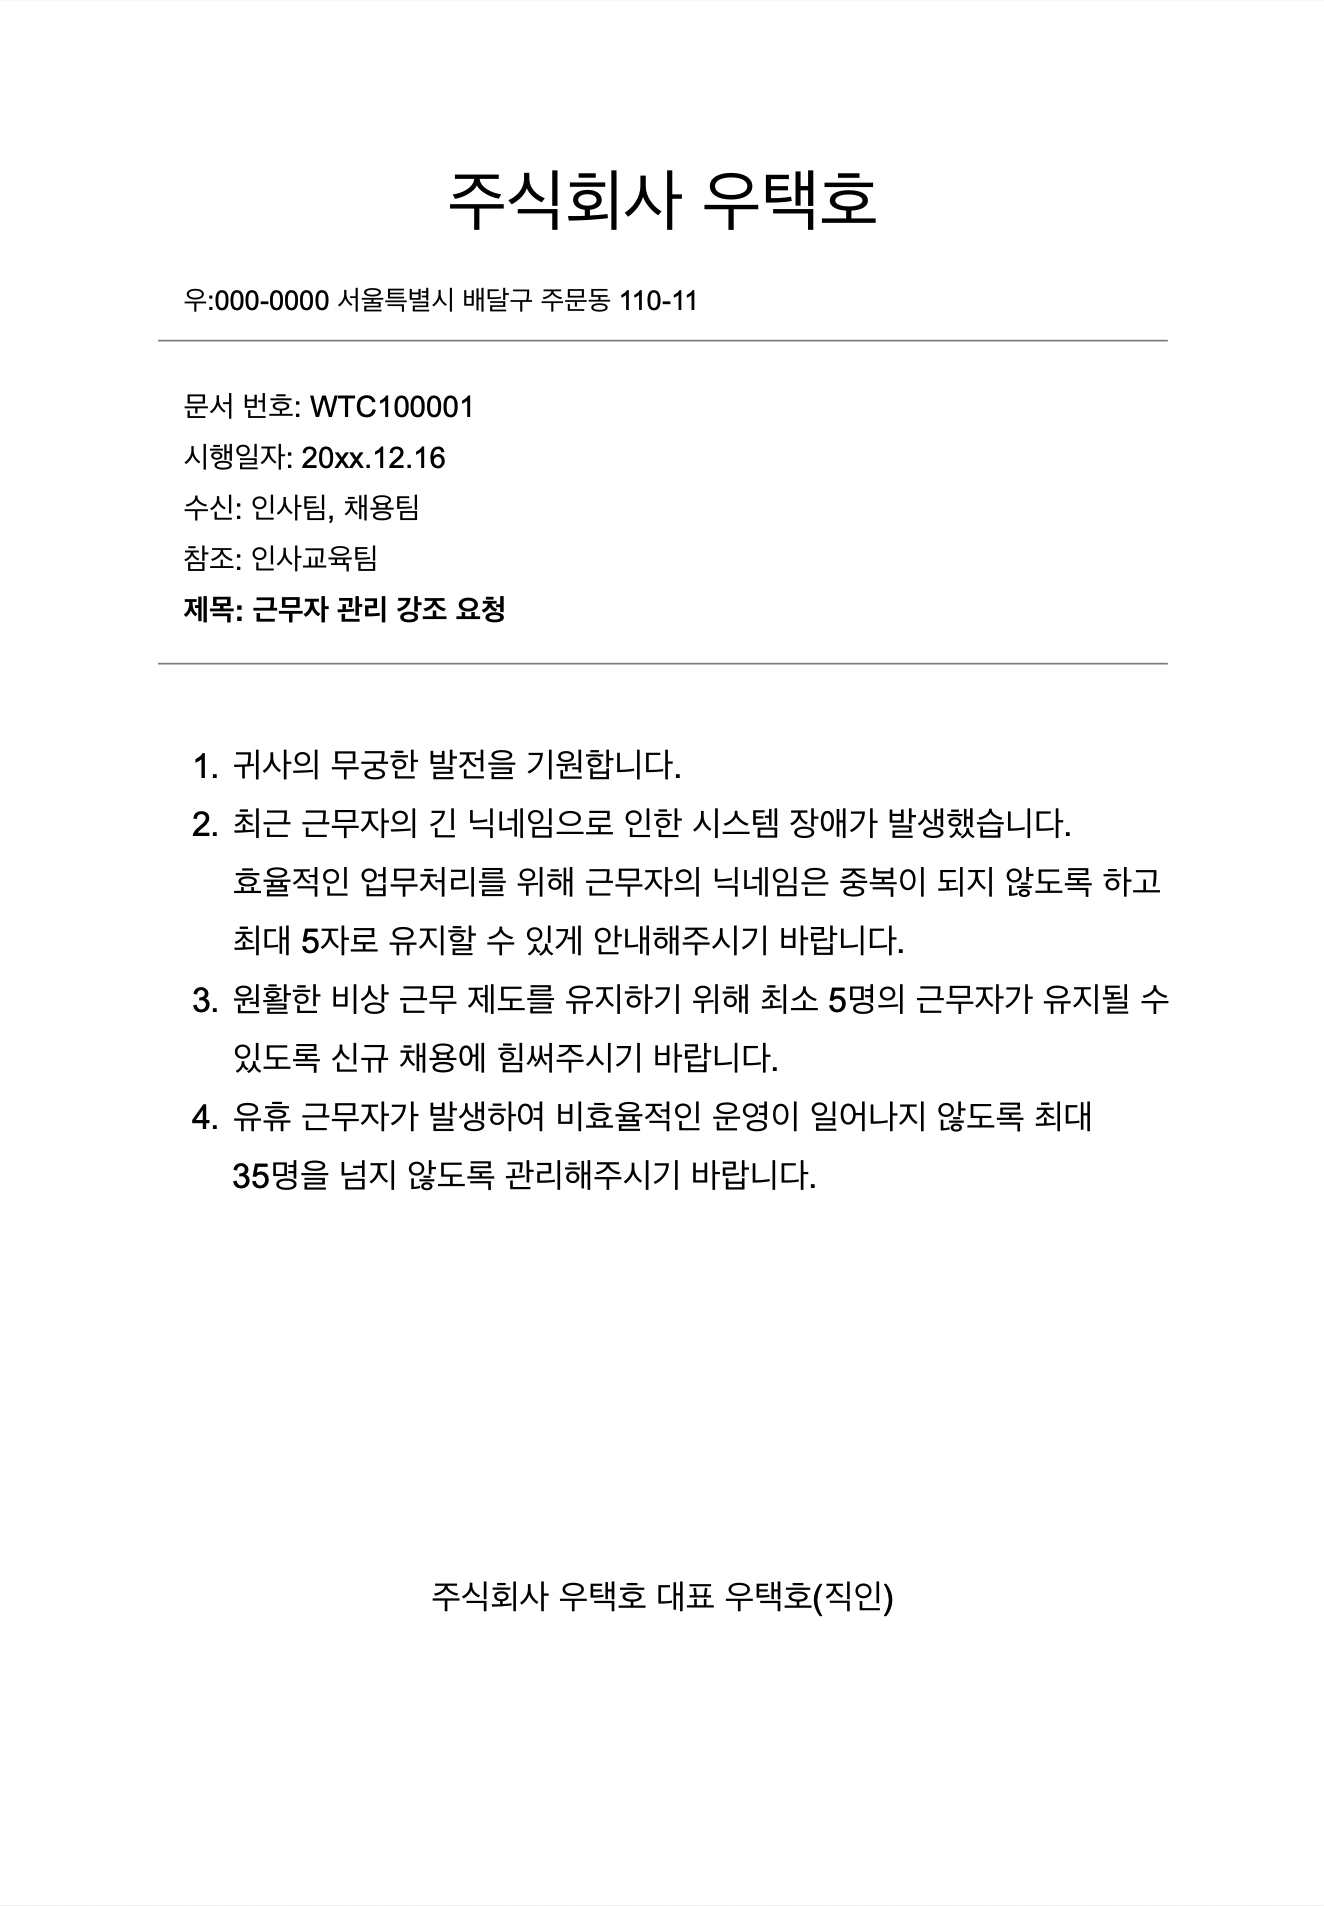 주식회사 우택호
우:000-0000 서울특별시 배달구 주문동 110-11
문서 번호: WTC100001
시행일자: 20xx.12.16
수신: 인사팀, 채용팀
참조: 인사교육팀
제목: 근무자 관리 강조 요청
1. 귀사의 무궁한 발전을 기원합니다.
2. 최근 근무자의 긴 닉네임으로 인한 시스템 장애가 발생했습니다.
효율적인 업무처리를 위해 근무자의 닉네임은 중복이 되지 않도록 하고
최대 5자로 유지할 수 있게 안내해주시기 바랍니다.
3. 원활한 비상 근무 제도를 유지하기 위해 최소 5명의 근무자가 유지될 수
있도록 신규 채용에 힘써주시기 바랍니다.
4. 유휴 근무자가 발생하여 비효율적인 운영이 일어나지 않도록 최대
35명을 넘지 않도록 관리해주시기 바랍니다.
주식회사 우택호 대표 우택호(직인)